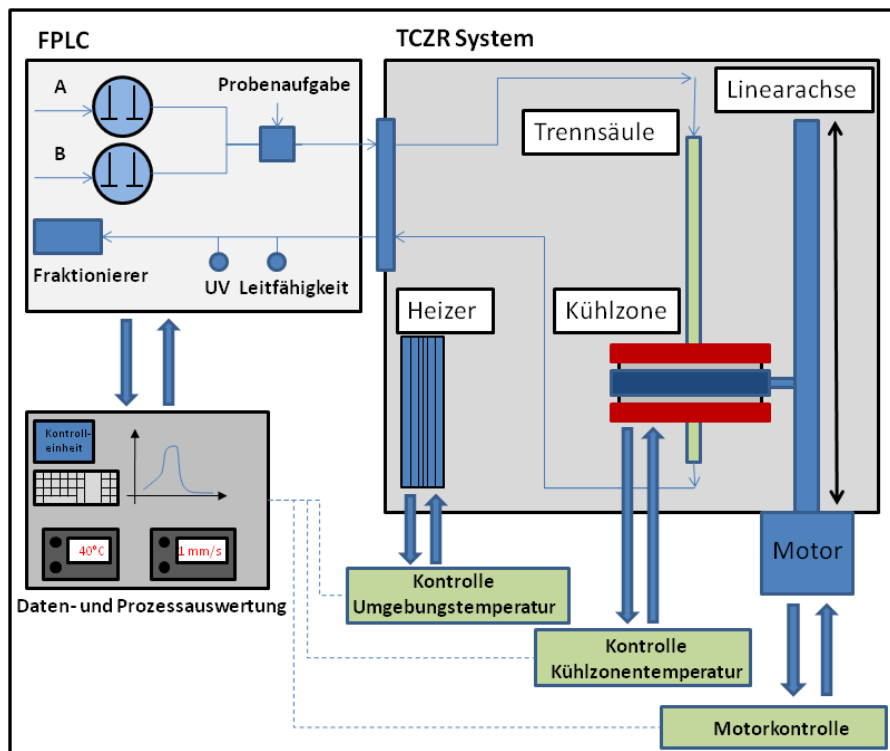 FPLC
TCZR System
A
Probenaufgabe
Linearachse
Trennsäule
B
Fraktionierer
UV
Leitfähigkeit
Heizer
Kühlzone
Kontroll-
einheit
40°C
1 mm/s
Motor
Daten- und Prozessauswertung
Kontrolle
Umgebungstemperatur
Kontrolle
Kühlzonentemperatur
Motorkontrolle